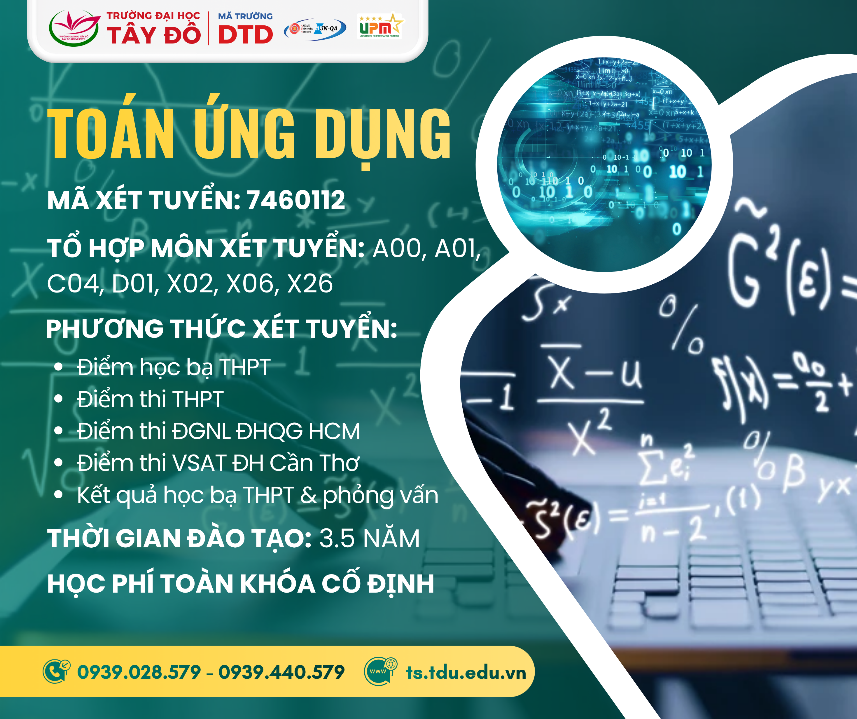 TRƯỜNG ĐẠI HỌC
TÂY ĐÔ
MÃ TRƯỜNG
DTD
UPM
TOÁN ỨNG DỤNG
MÃ XÉT TUYỂN: 7460112
TỔ HỢP MÔN XÉT TUYỂN: A00, A01,
C04, D01, X02, X06, X26
PHƯƠNG THỨC XÉT TUYỂN:
• Điểm học bạ THPT
• Điểm thi THPT
• Điểm thi ĐGNL ĐHQG HCM
• Điểm thi VSAT ĐH Cần Thơ
• Kết quả học bạ THPT & phỏng vấn
THỜI GIAN ĐÀO TẠO: 3.5 NĂM
HỌC PHÍ TOÀN KHÓA CỐ ĐỊNH
0939.028.579 - 0939.440.579
www
ts.tdu.edu.vn